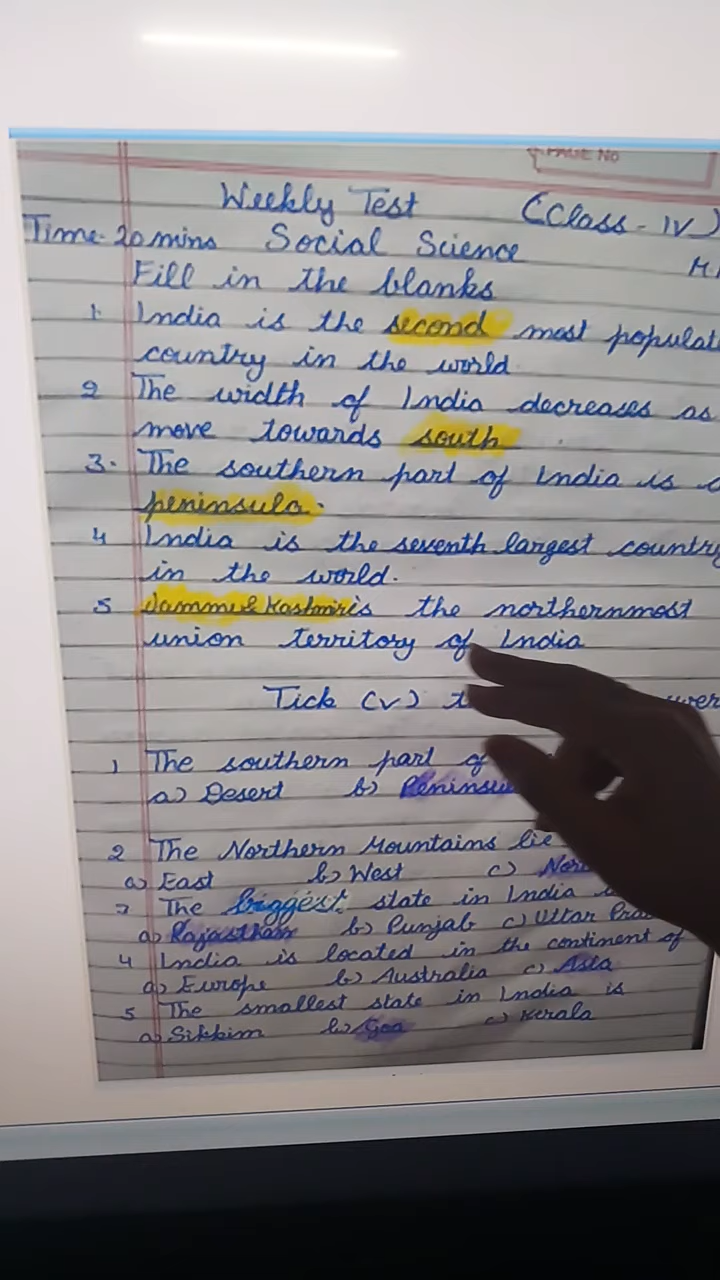 PAGE NO
Weekly Test (Class - IV)
Time- 20 mins Social Science
Fill in the blanks
1. India is the second most populat
country in the world.
2 The width of India decreases as
move towards south.
3. The southern part of India is a
peninsula.
4 India is the seventh largest country
in the world.
5 Jammu & Kashmir is the northernmost
union territory of India
Tick (v)
1 The southern part of
a) Desert b) Peninsu
2 The Northern Mountains lie
a) East b) West c) Nor
3 The biggest state in India
a) Rajasthan b) Punjab c) Uttar Pra
4 India is located in the continent of
a) Europe b) Australia c) Asia
5 The smallest state in India is
a) Sikkim b) Goa c) Kerala